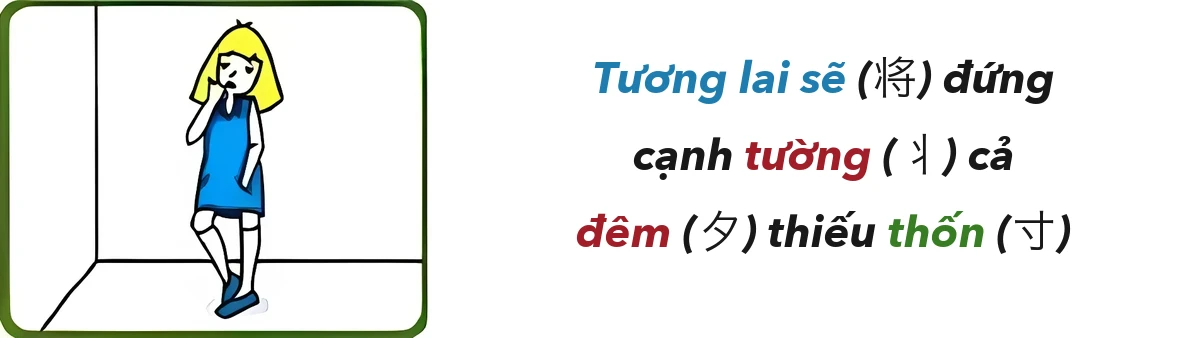 Tương lai sẽ (将) đứng
cạnh tường (丬) cả
đêm (夕) thiếu thốn (寸)